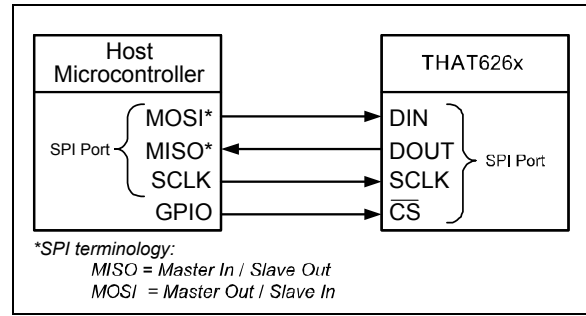 Host
Microcontroller
THAT626x
SPI Port
MOSI*
MISO*
SCLK
GPIO
DIN
DOUT
SCLK
C̅S̅
SPI Port
*SPI terminology:
MISO = Master In / Slave Out
MOSI = Master Out / Slave In